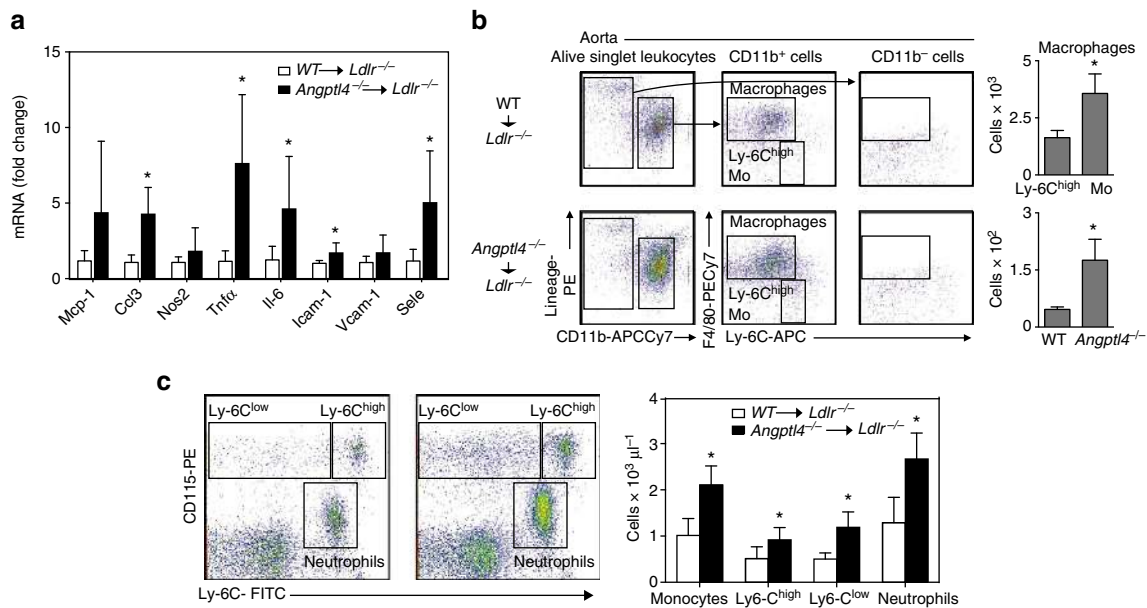 a
15
10
5
0
mRNA (fold change)
WT → Ldlr⁻/⁻
Angptl4⁻/⁻ → Ldlr⁻/⁻
* * * * *
Mcp-1 Ccl3 Nos2 Tnfα Il-6 Icam-1 Vcam-1 Sele
b
Aorta
Alive singlet leukocytes CD11b⁺ cells CD11b⁻ cells
WT
Ldlr⁻/⁻
Macrophages
Ly-6Cʰⁱᵍʰ
Mo
Angptl4⁻/⁻
Ldlr⁻/⁻
Macrophages
Ly-6Cʰⁱᵍʰ
Mo
Lineage-
PE
F4/80-PECy7
CD11b-APCCy7 Ly-6C-APC
Macrophages
*
5
2.5
0
Cells × 10³
Ly-6Cʰⁱᵍʰ Mo
*
3
1.5
0
Cells × 10²
WT Angptl4⁻/⁻
c
Ly-6Cˡᵒʷ Ly-6Cʰⁱᵍʰ
Neutrophils
Ly-6Cˡᵒʷ Ly-6Cʰⁱᵍʰ
Neutrophils
CD115-PE
Ly-6C- FITC
4
3
2
1
0
Cells × 10³ μl⁻¹
WT → Ldlr⁻/⁻
Angptl4⁻/⁻ → Ldlr⁻/⁻
* * * *
Monocytes Ly6-Cʰⁱᵍʰ Ly6-Cˡᵒʷ Neutrophils